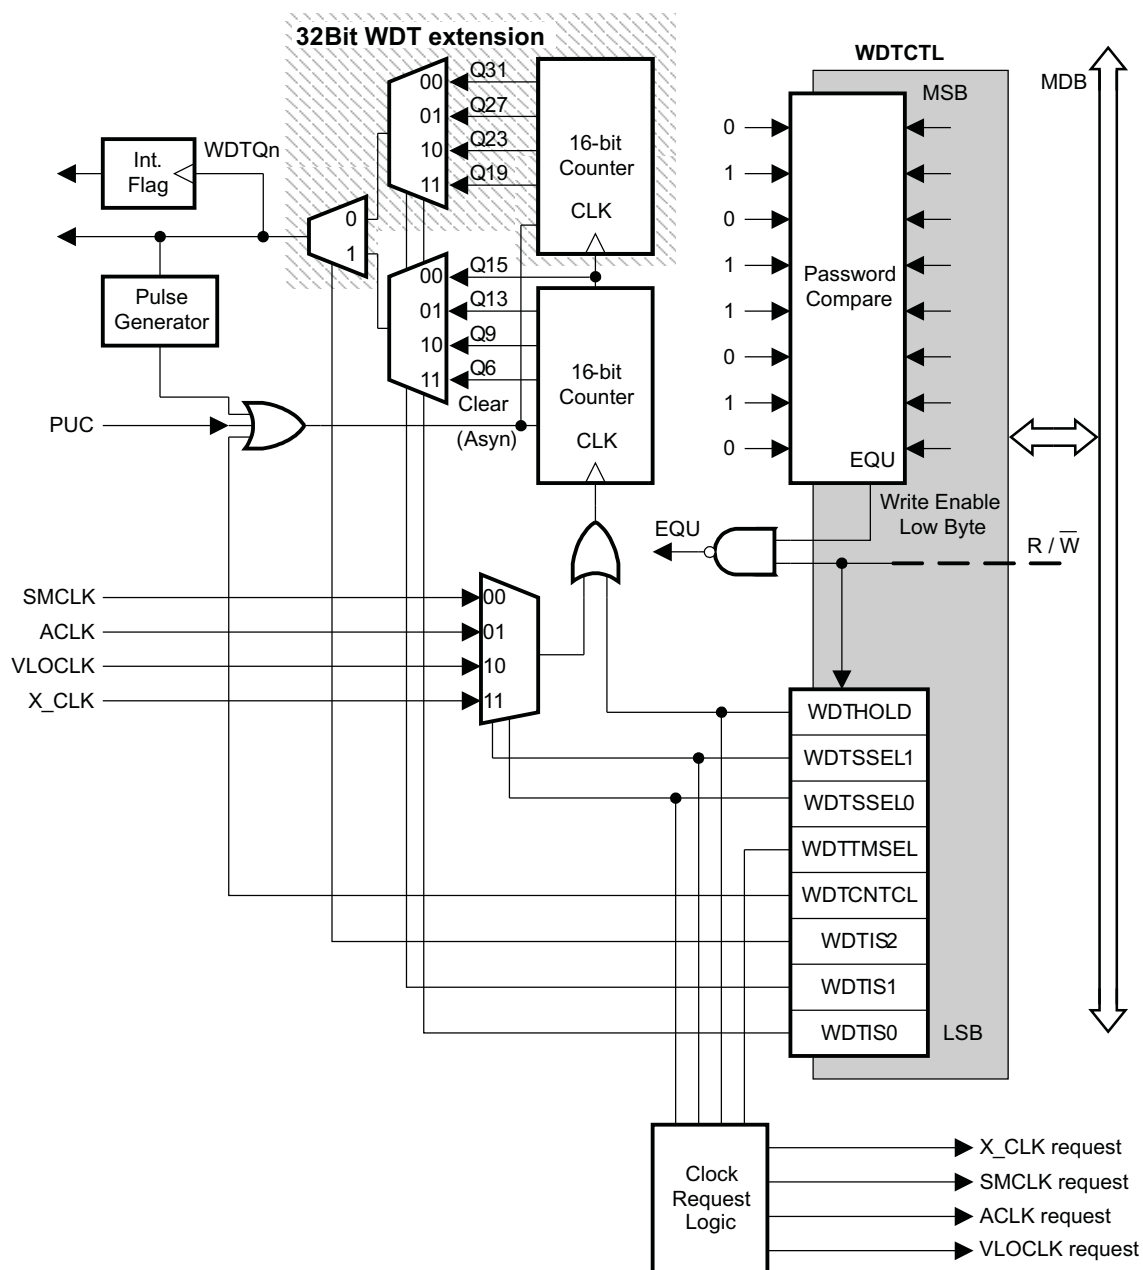 32Bit WDT extension
WDTCTL
MDB
MSB
00
01
10
11
Q31
Q27
Q23
Q19
16-bit
Counter
CLK
Int.
Flag
WDTQn
0
1
Pulse
Generator
00
01
10
11
Q15
Q13
Q9
Q6
16-bit
Counter
CLK
Clear
(Asyn)
PUC
0
1
0
1
1
0
1
0
Password
Compare
EQU
Write Enable
Low Byte
EQU
R / W
SMCLK
ACLK
VLOCLK
X_CLK
00
01
10
11
WDTHOLD
WDTSSEL1
WDTSSEL0
WDTTMSEL
WDTCNTCL
WDTIS2
WDTIS1
WDTIS0
LSB
Clock
Request
Logic
X_CLK request
SMCLK request
ACLK request
VLOCLK request